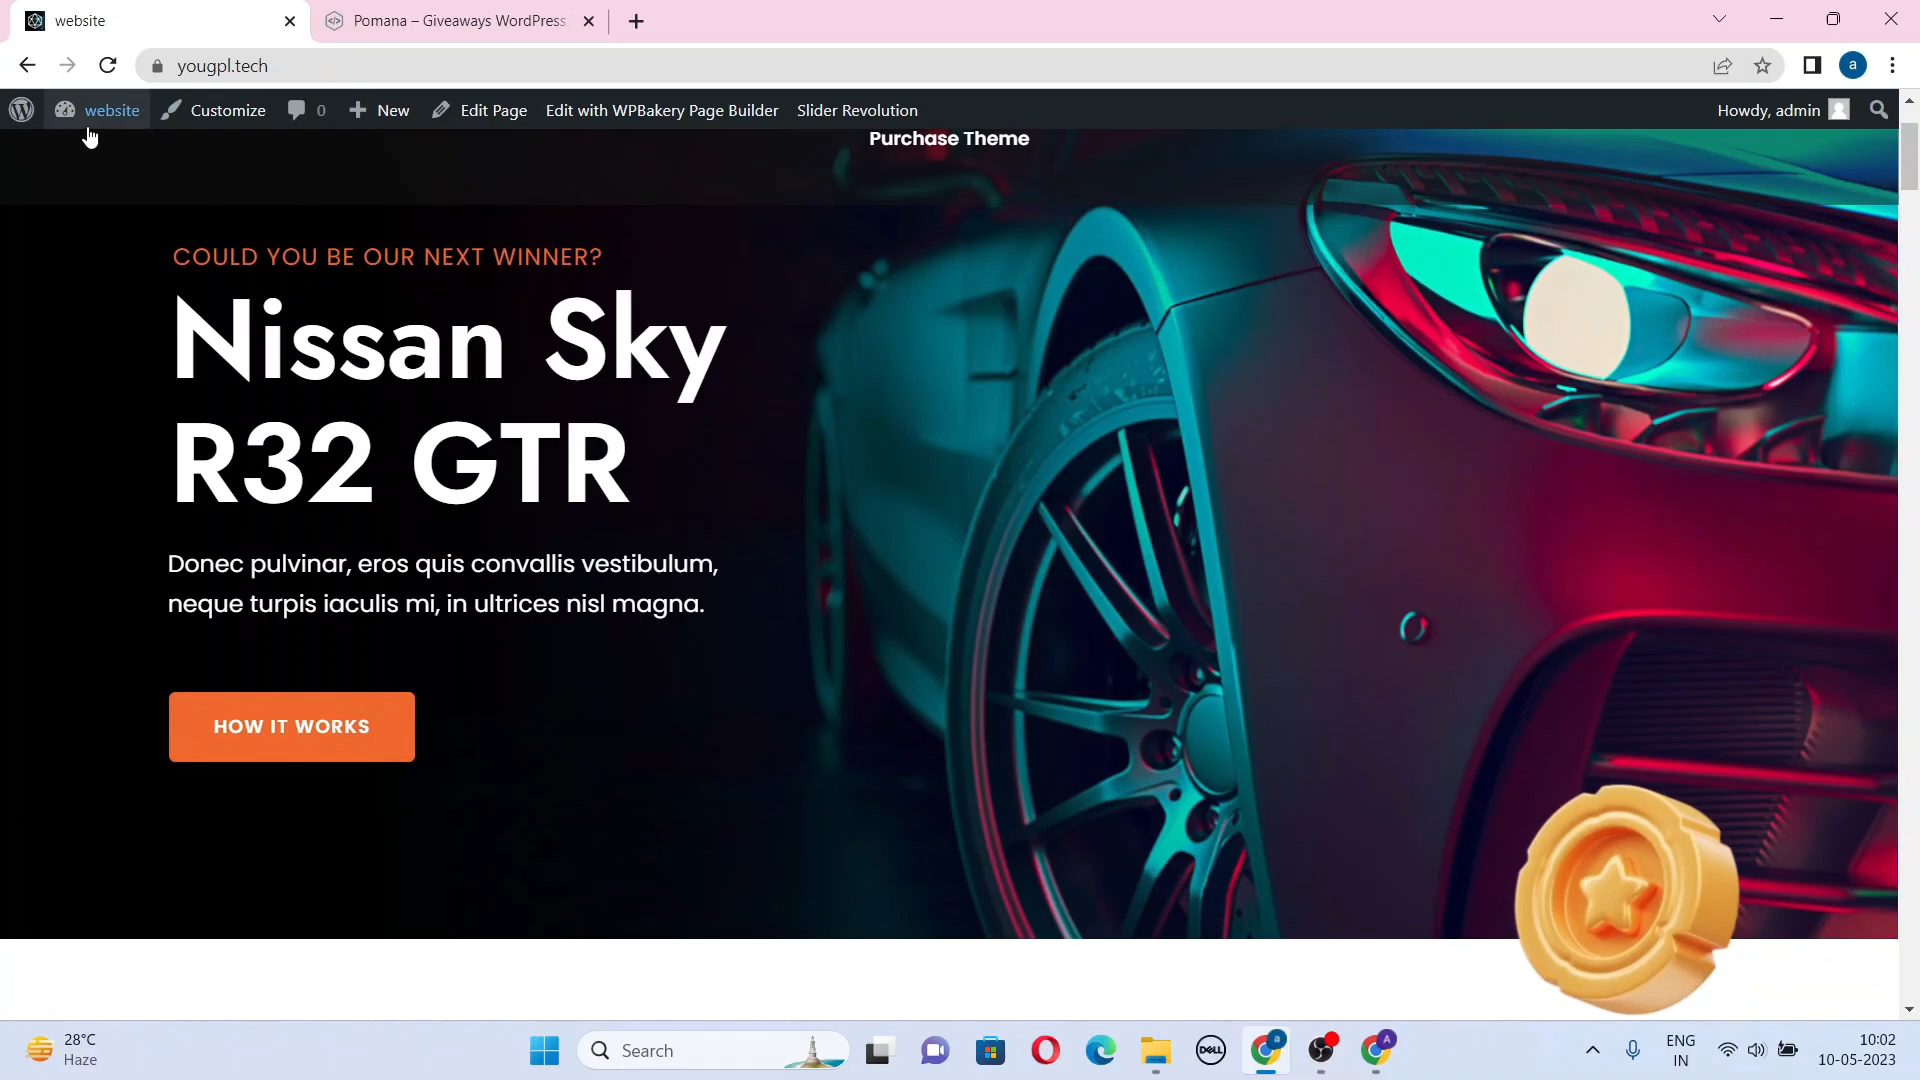 website
Pomana – Giveaways WordPress
yougpl.tech
a
website
Customize
0
New
Edit Page
Edit with WPBakery Page Builder
Slider Revolution
Howdy, admin
Purchase Theme
COULD YOU BE OUR NEXT WINNER?
Nissan Sky
R32 GTR
Donec pulvinar, eros quis convallis vestibulum,
neque turpis iaculis mi, in ultrices nisl magna.
HOW IT WORKS
28°C
Haze
Search
DELL
a
A
ENG
IN
10:02
10-05-2023